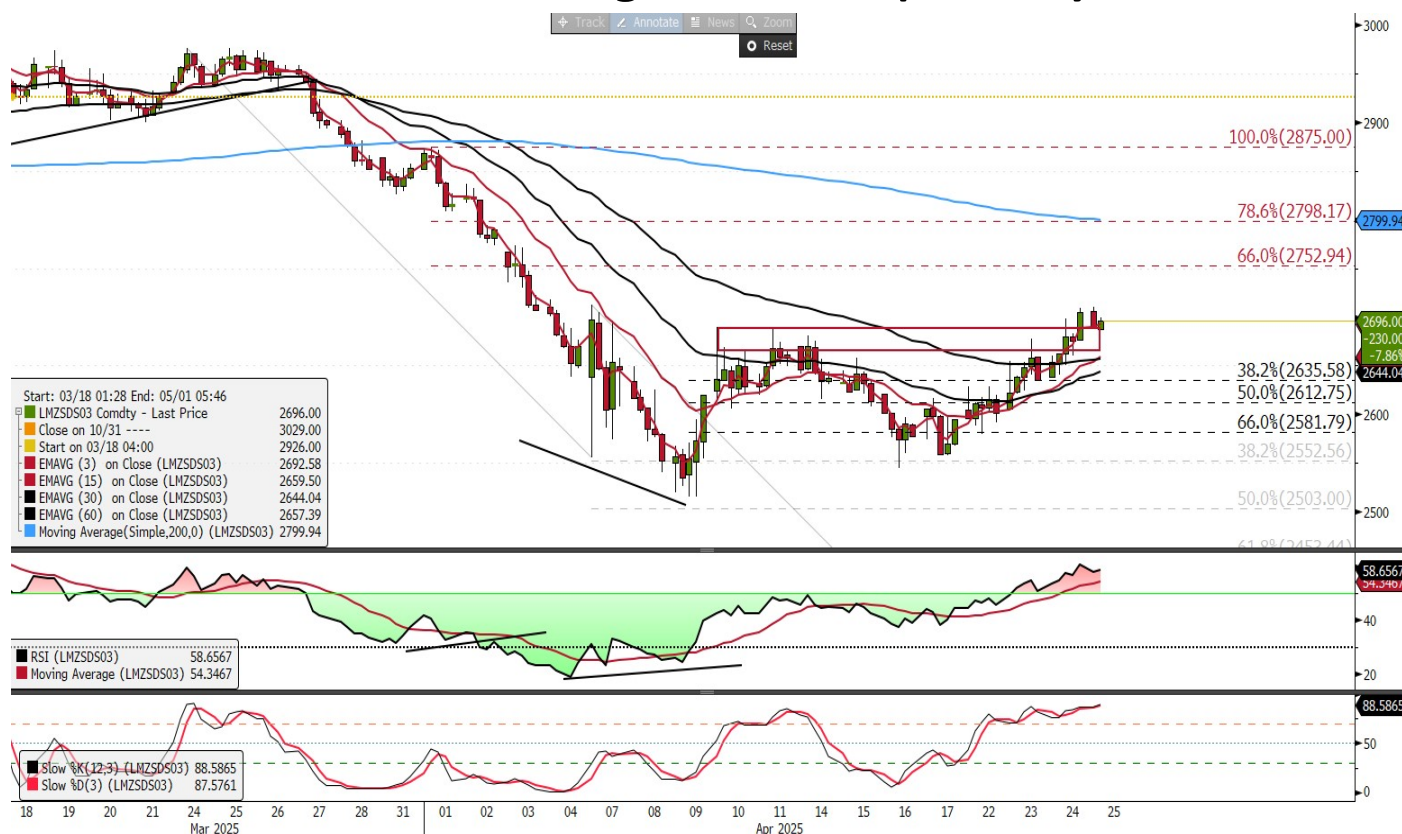 Track Annotate News Zoom
Reset
3000
2900
2600
2500
100.0%(2875.00)
78.6%(2798.17)
66.0%(2752.94)
38.2%(2635.58)
50.0%(2612.75)
66.0%(2581.79)
38.2%(2552.56)
50.0%(2503.00)
61.8%(2452.44)
2799.94
2696.00
-230.00
-7.86%
2644.04
Start: 03/18 01:28 End: 05/01 05:46
LMZSDS03 Comdty - Last Price 2696.00
Close on 10/31 ---- 3029.00
Start on 03/18 04:00 2926.00
EMAVG (3) on Close (LMZSDS03) 2692.58
EMAVG (15) on Close (LMZSDS03) 2659.50
EMAVG (30) on Close (LMZSDS03) 2644.04
EMAVG (60) on Close (LMZSDS03) 2657.39
Moving Average(Simple,200,0) (LMZSDS03) 2799.94
58.6567
54.3467
40
20
RSI (LMZSDS03) 58.6567
Moving Average (LMZSDS03) 54.3467
88.5865
50
0
Slow %K(12,3) (LMZSDS03) 88.5865
Slow %D(3) (LMZSDS03) 87.5761
18 19 20 21 24 25 26 27 28 31 01 02 03 04 07 08 09 10 11 14 15 16 17 22 23 24 25
Mar 2025 Apr 2025